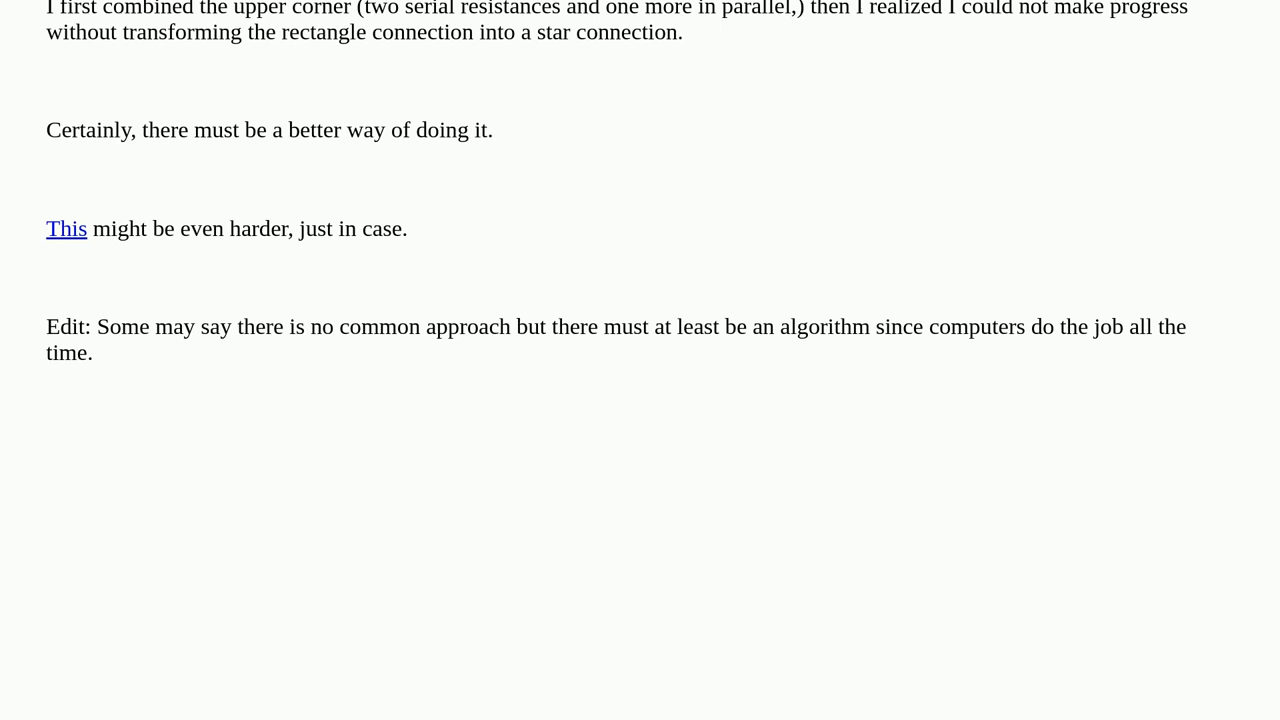 I first combined the upper corner (two serial resistances and one more in parallel,) then I realized I could not make progress
without transforming the rectangle connection into a star connection.
Certainly, there must be a better way of doing it.
This might be even harder, just in case.
Edit: Some may say there is no common approach but there must at least be an algorithm since computers do the job all the
time.